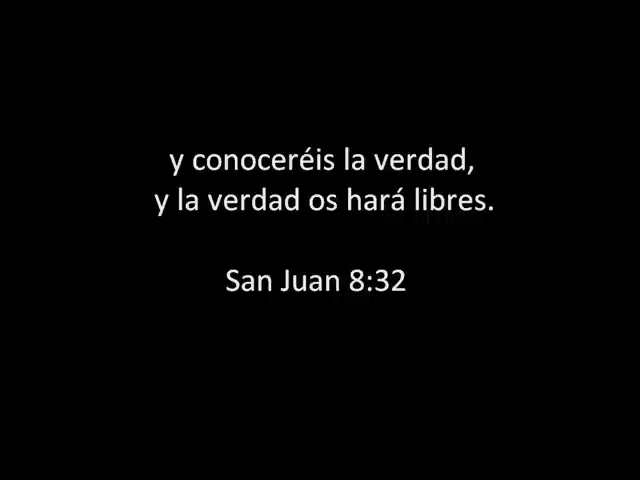 y conoceréis la verdad,
y la verdad os hará libres.
San Juan 8:32